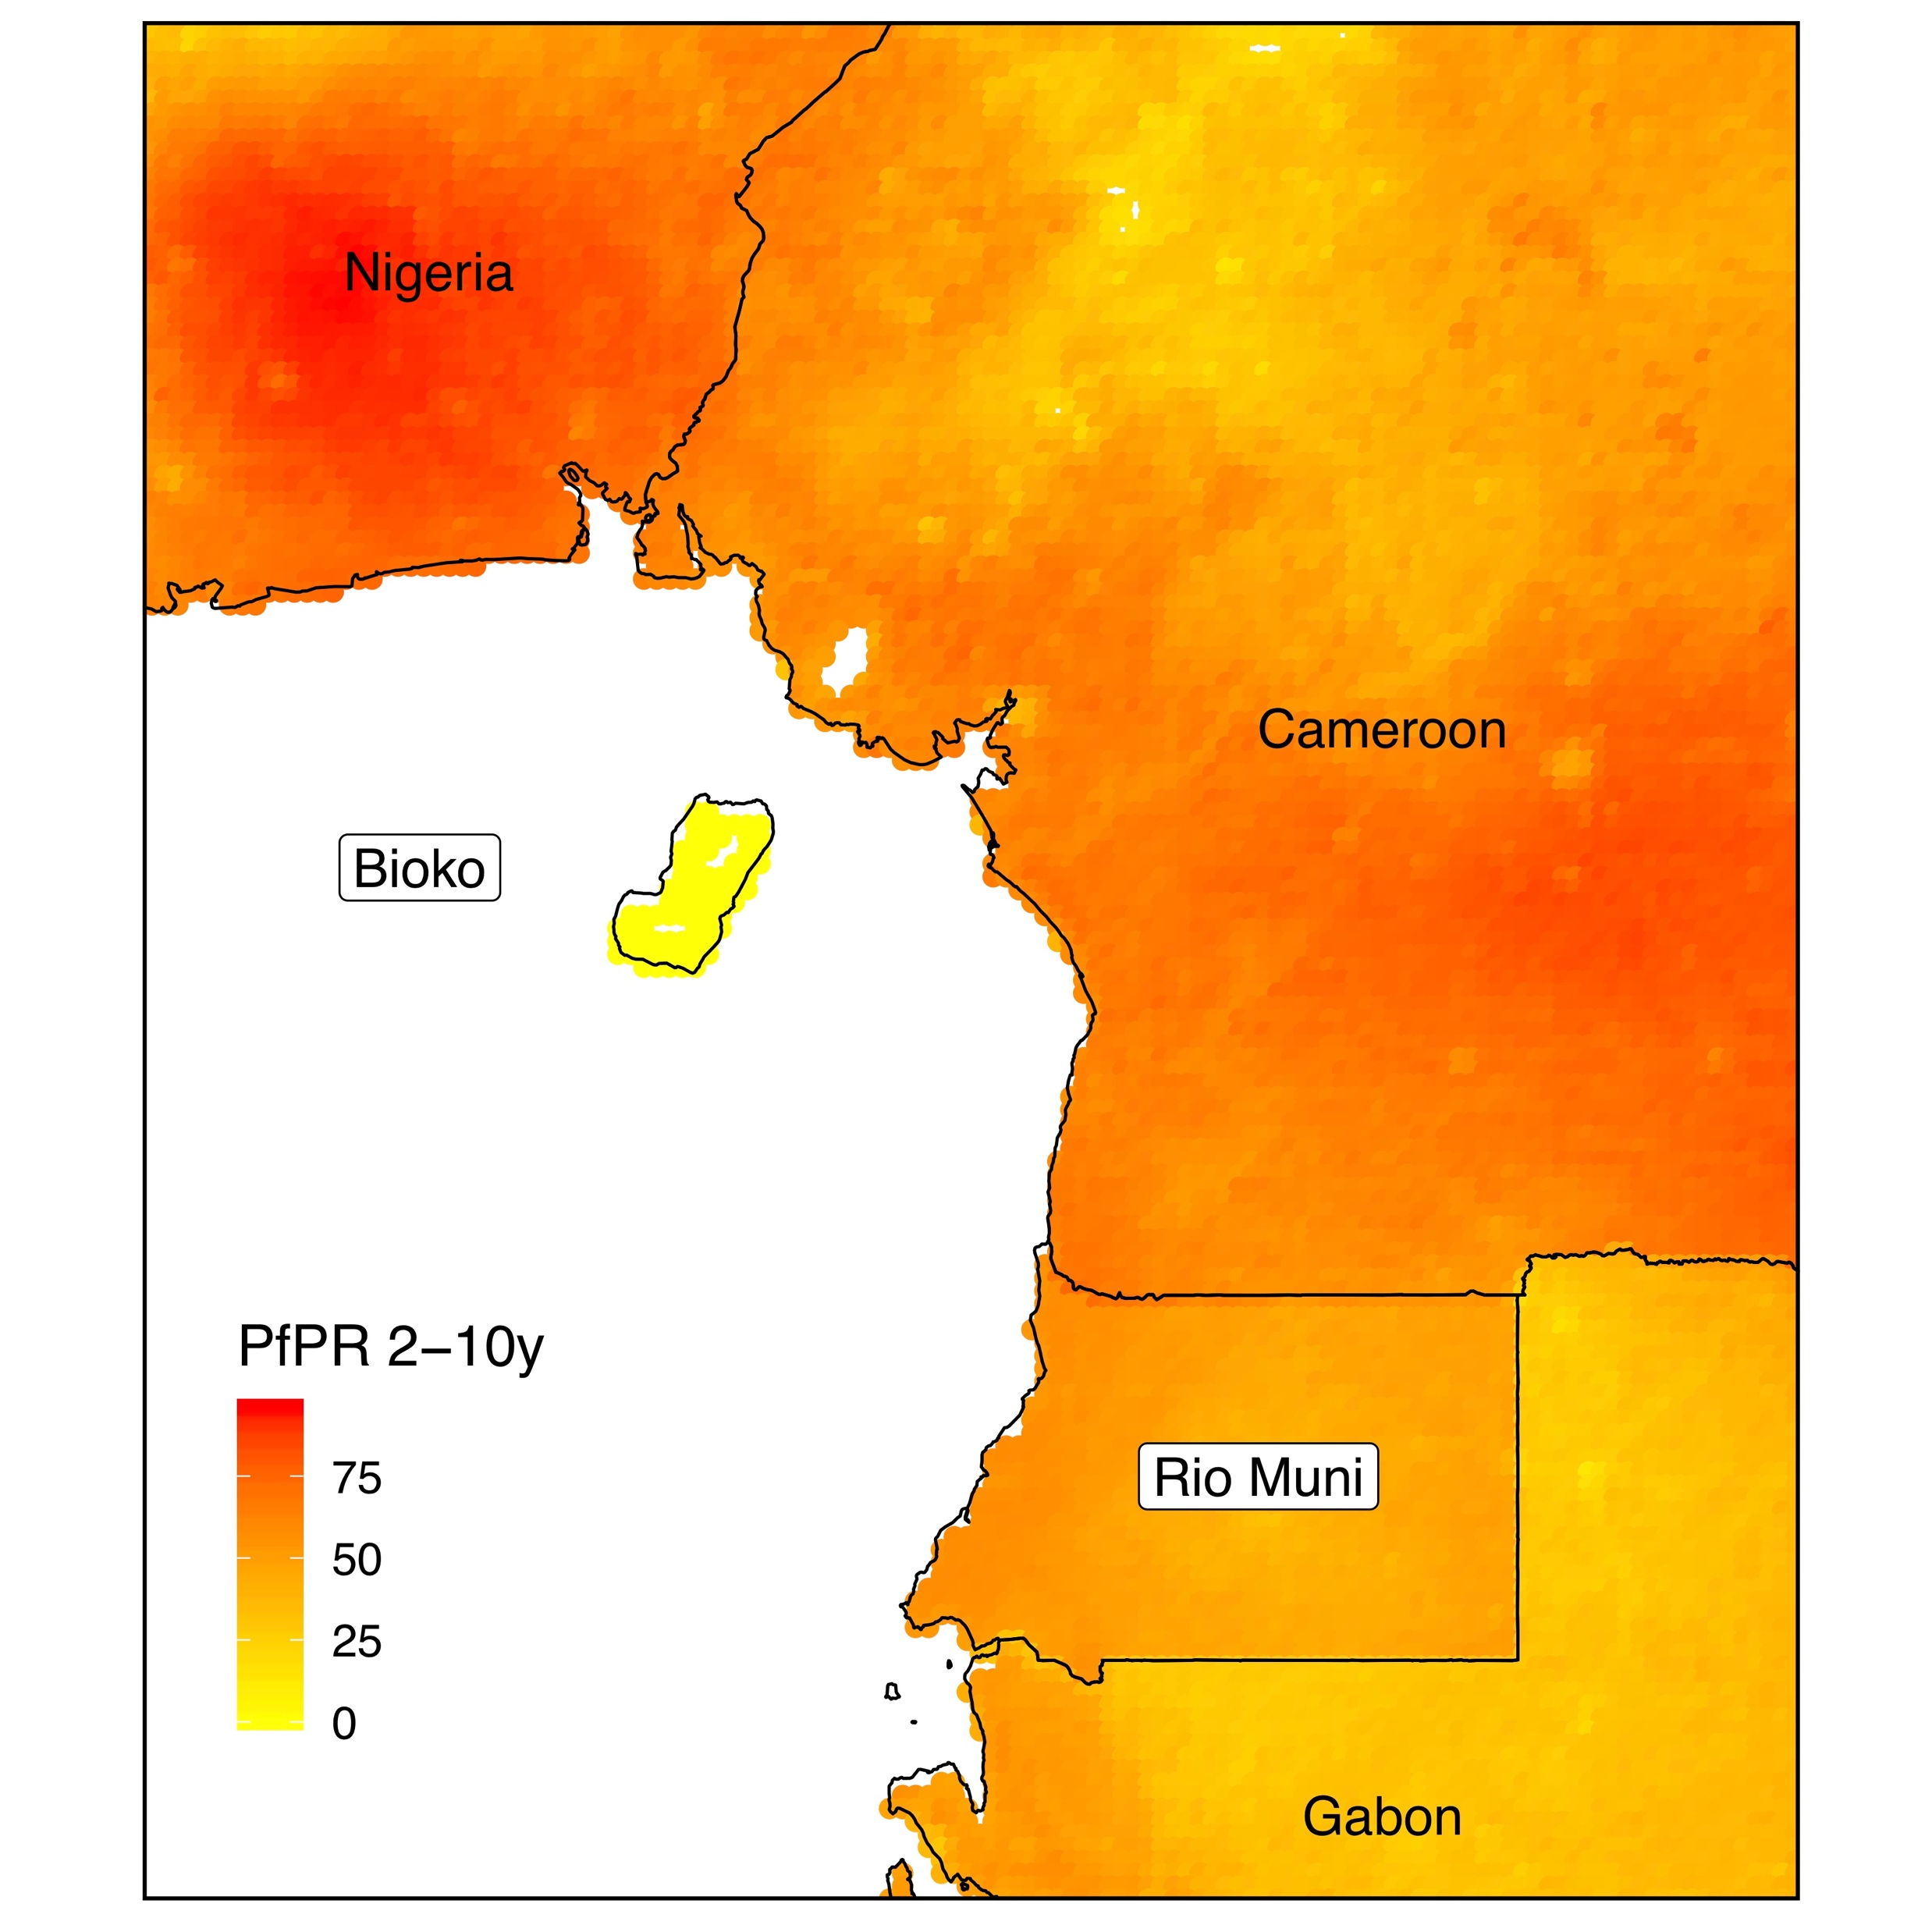 Nigeria
Cameroon
Bioko
PfPR 2−10y
75
50
25
0
Rio Muni
Gabon